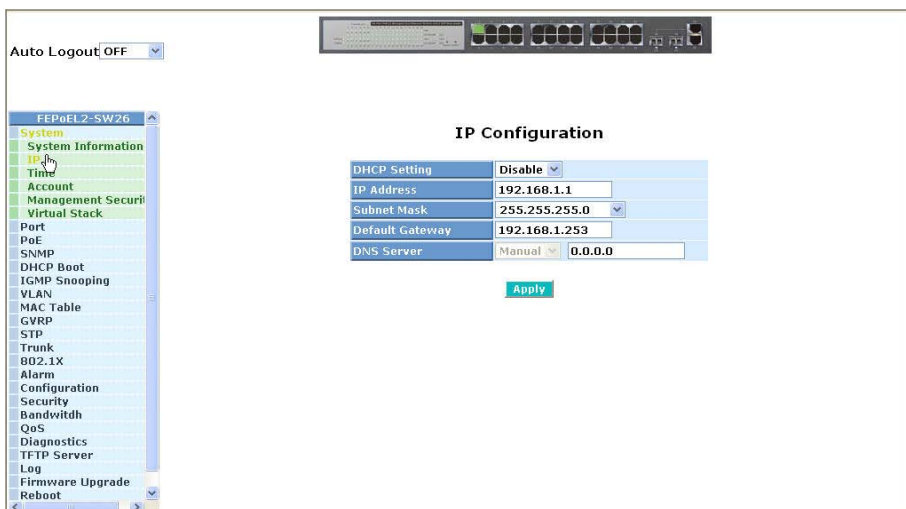 Auto Logout OFF
FEPoEL2-SW26
System
System Information
IP
Time
Account
Management Securi
Virtual Stack
Port
PoE
SNMP
DHCP Boot
IGMP Snooping
VLAN
MAC Table
GVRP
STP
Trunk
802.1X
Alarm
Configuration
Security
Bandwitdh
QoS
Diagnostics
TFTP Server
Log
Firmware Upgrade
Reboot
IP Configuration
DHCP Setting Disable
IP Address 192.168.1.1
Subnet Mask 255.255.255.0
Default Gateway 192.168.1.253
DNS Server Manual 0.0.0.0
Apply